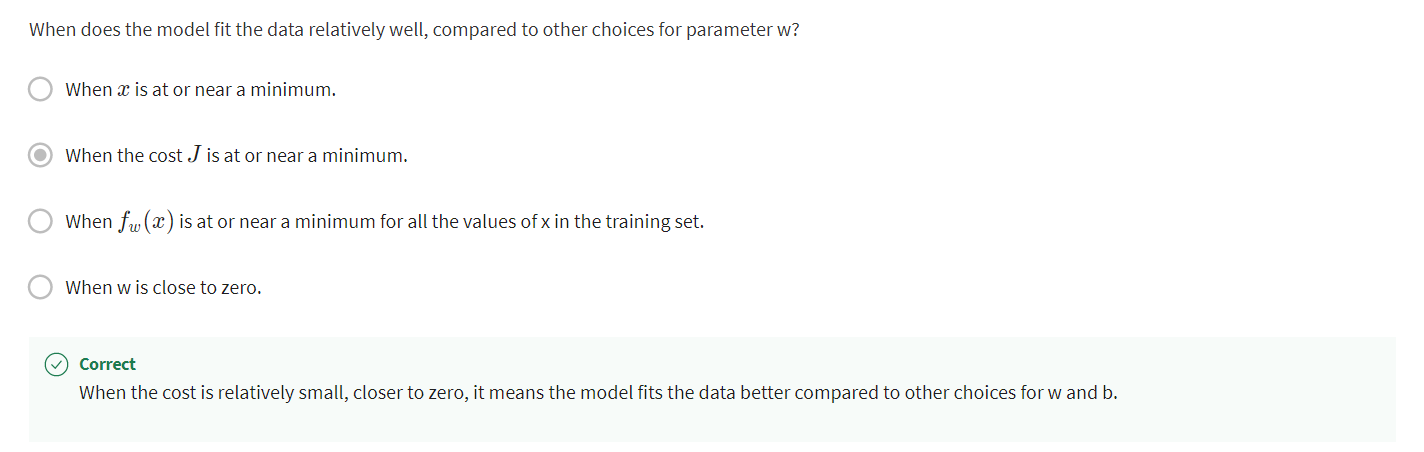 When does the model fit the data relatively well, compared to other choices for parameter w?
When x is at or near a minimum.
When the cost J is at or near a minimum.
When f_w(x) is at or near a minimum for all the values of x in the training set.
When w is close to zero.
Correct
When the cost is relatively small, closer to zero, it means the model fits the data better compared to other choices for w and b.